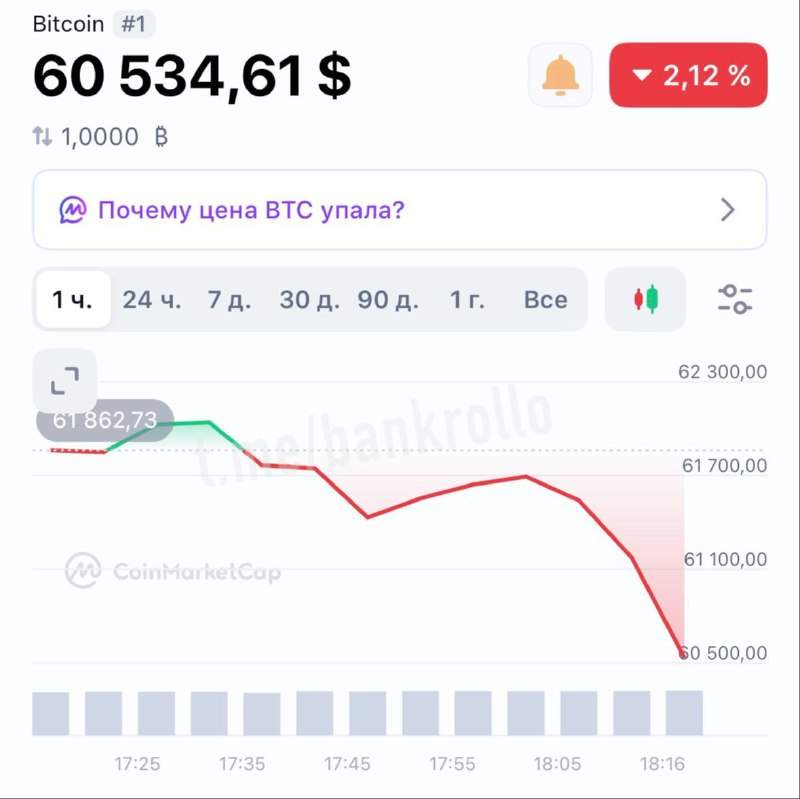 Bitcoin #1
60 534,61 $
2,12 %
1,0000 ₿
Почему цена BTC упала?
1 ч. 24 ч. 7 д. 30 д. 90 д. 1 г. Все
62 300,00
61 862,73
t.me/bankrollo
61 700,00
61 100,00
CoinMarketCap
60 500,00
17:25 17:35 17:45 17:55 18:05 18:16